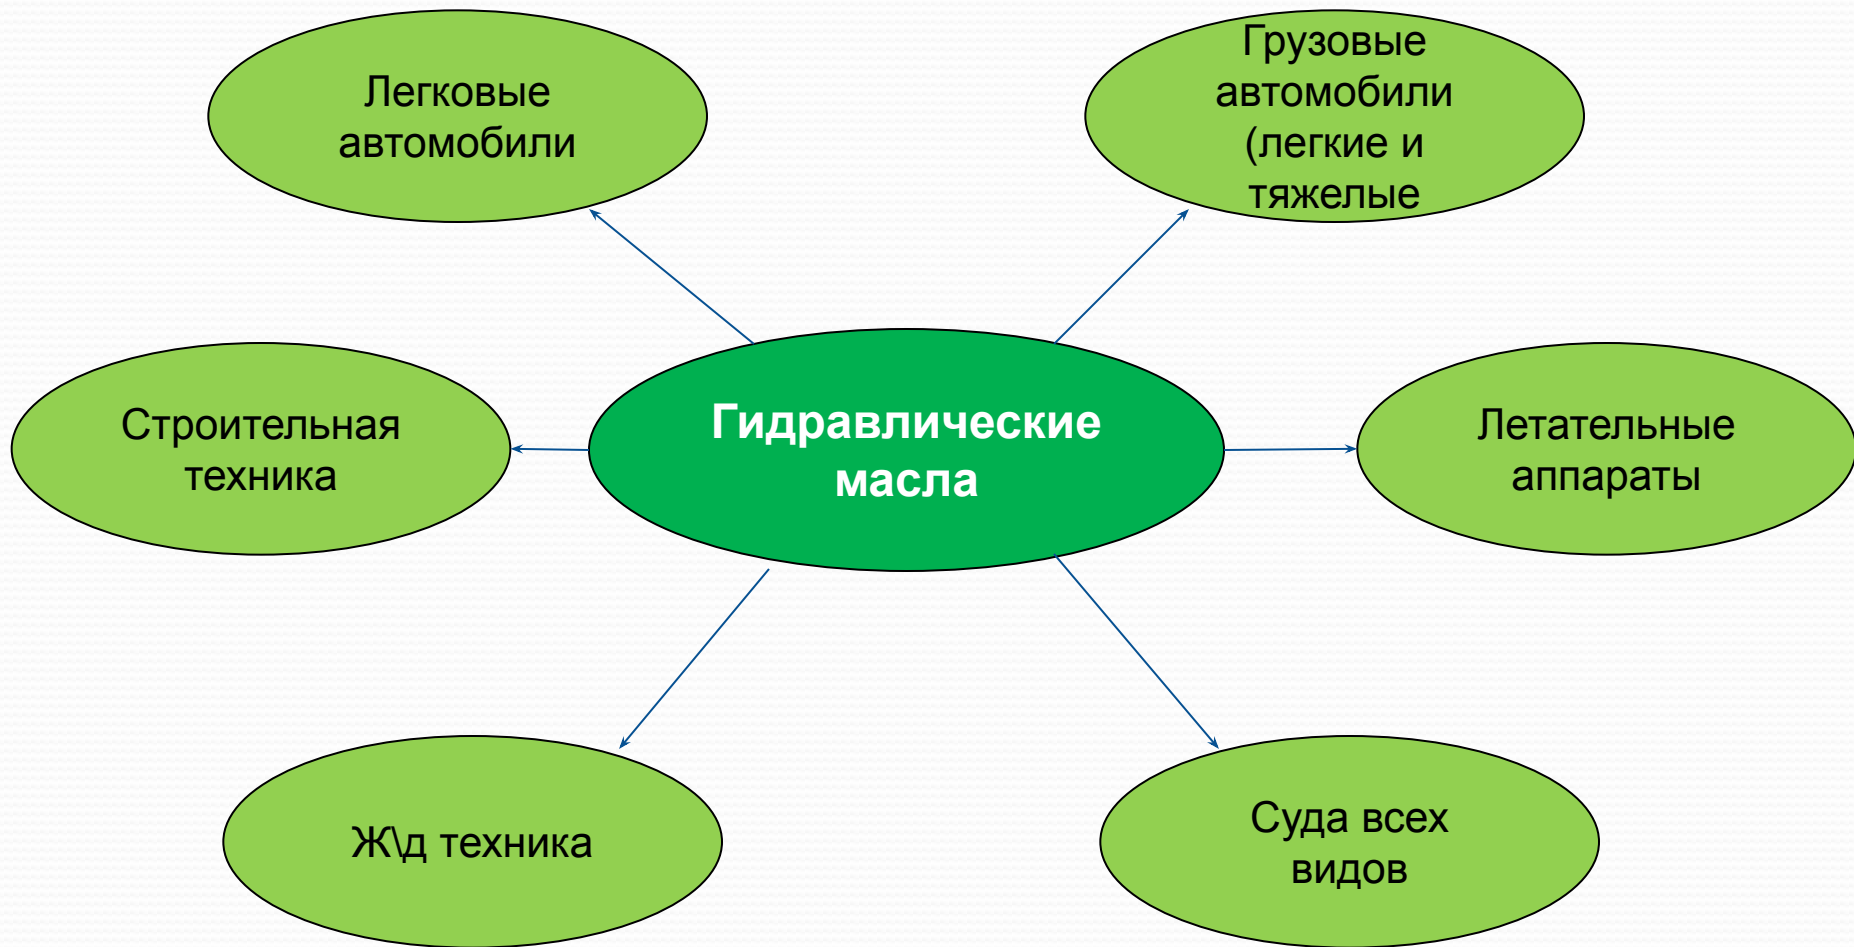 Легковые
автомобили
Грузовые
автомобили
(легкие и
тяжелые
Строительная
техника
Гидравлические
масла
Летательные
аппараты
Ж\д техника
Суда всех
видов